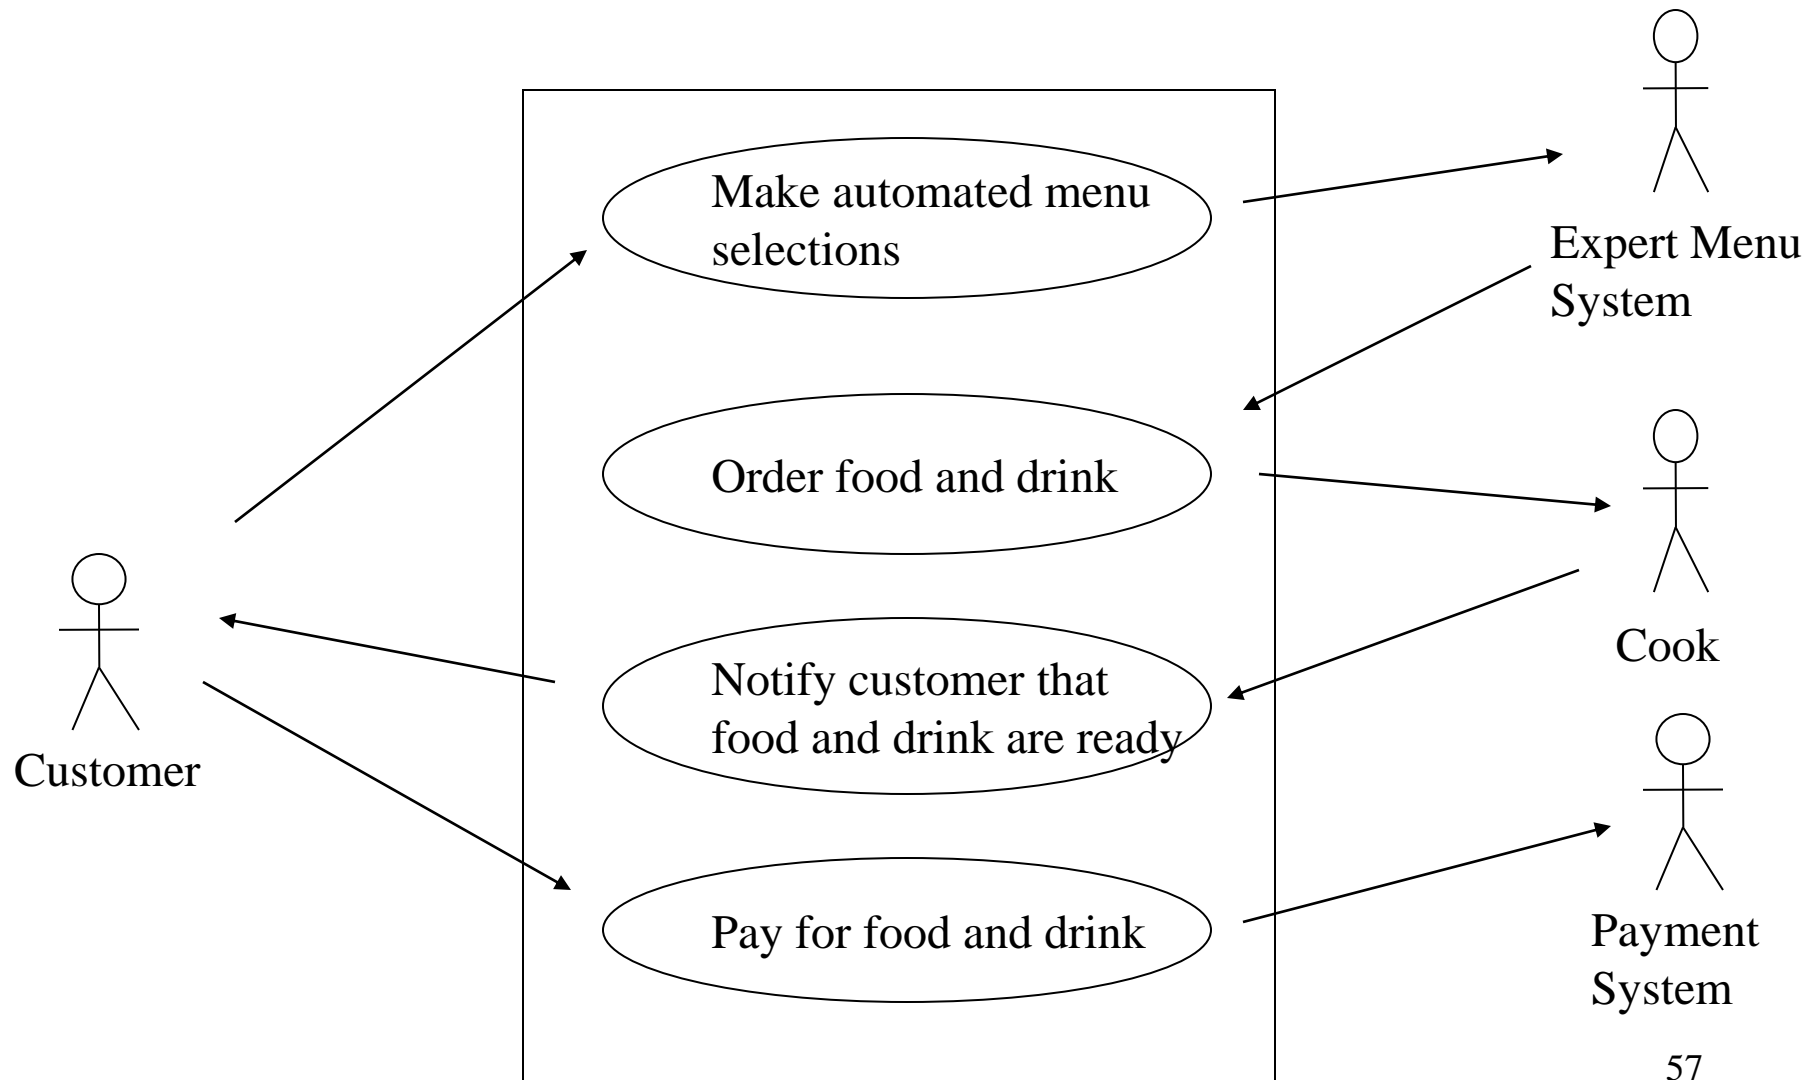 Make automated menu
selections
Expert Menu
System
Order food and drink
Cook
Notify customer that
food and drink are ready
Customer
Pay for food and drink
Payment
System
57